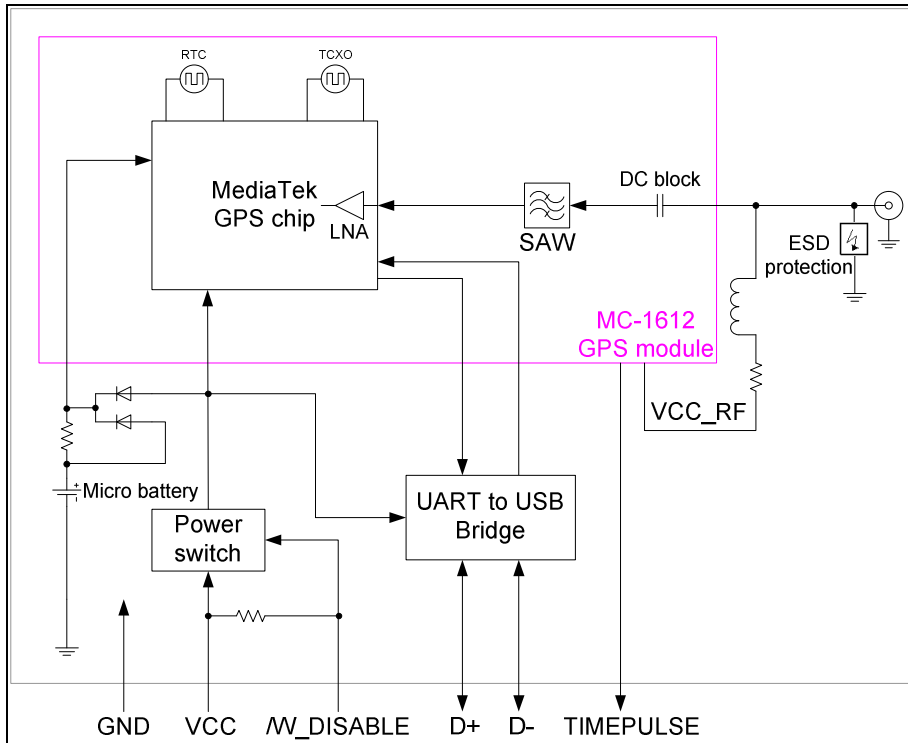 RTC
TCXO
MediaTek
GPS chip
LNA
SAW
DC block
ESD
protection
MC-1612
GPS module
VCC_RF
+
-
Micro battery
Power
switch
UART to USB
Bridge
GND
VCC
/W_DISABLE
D+
D-
TIMEPULSE